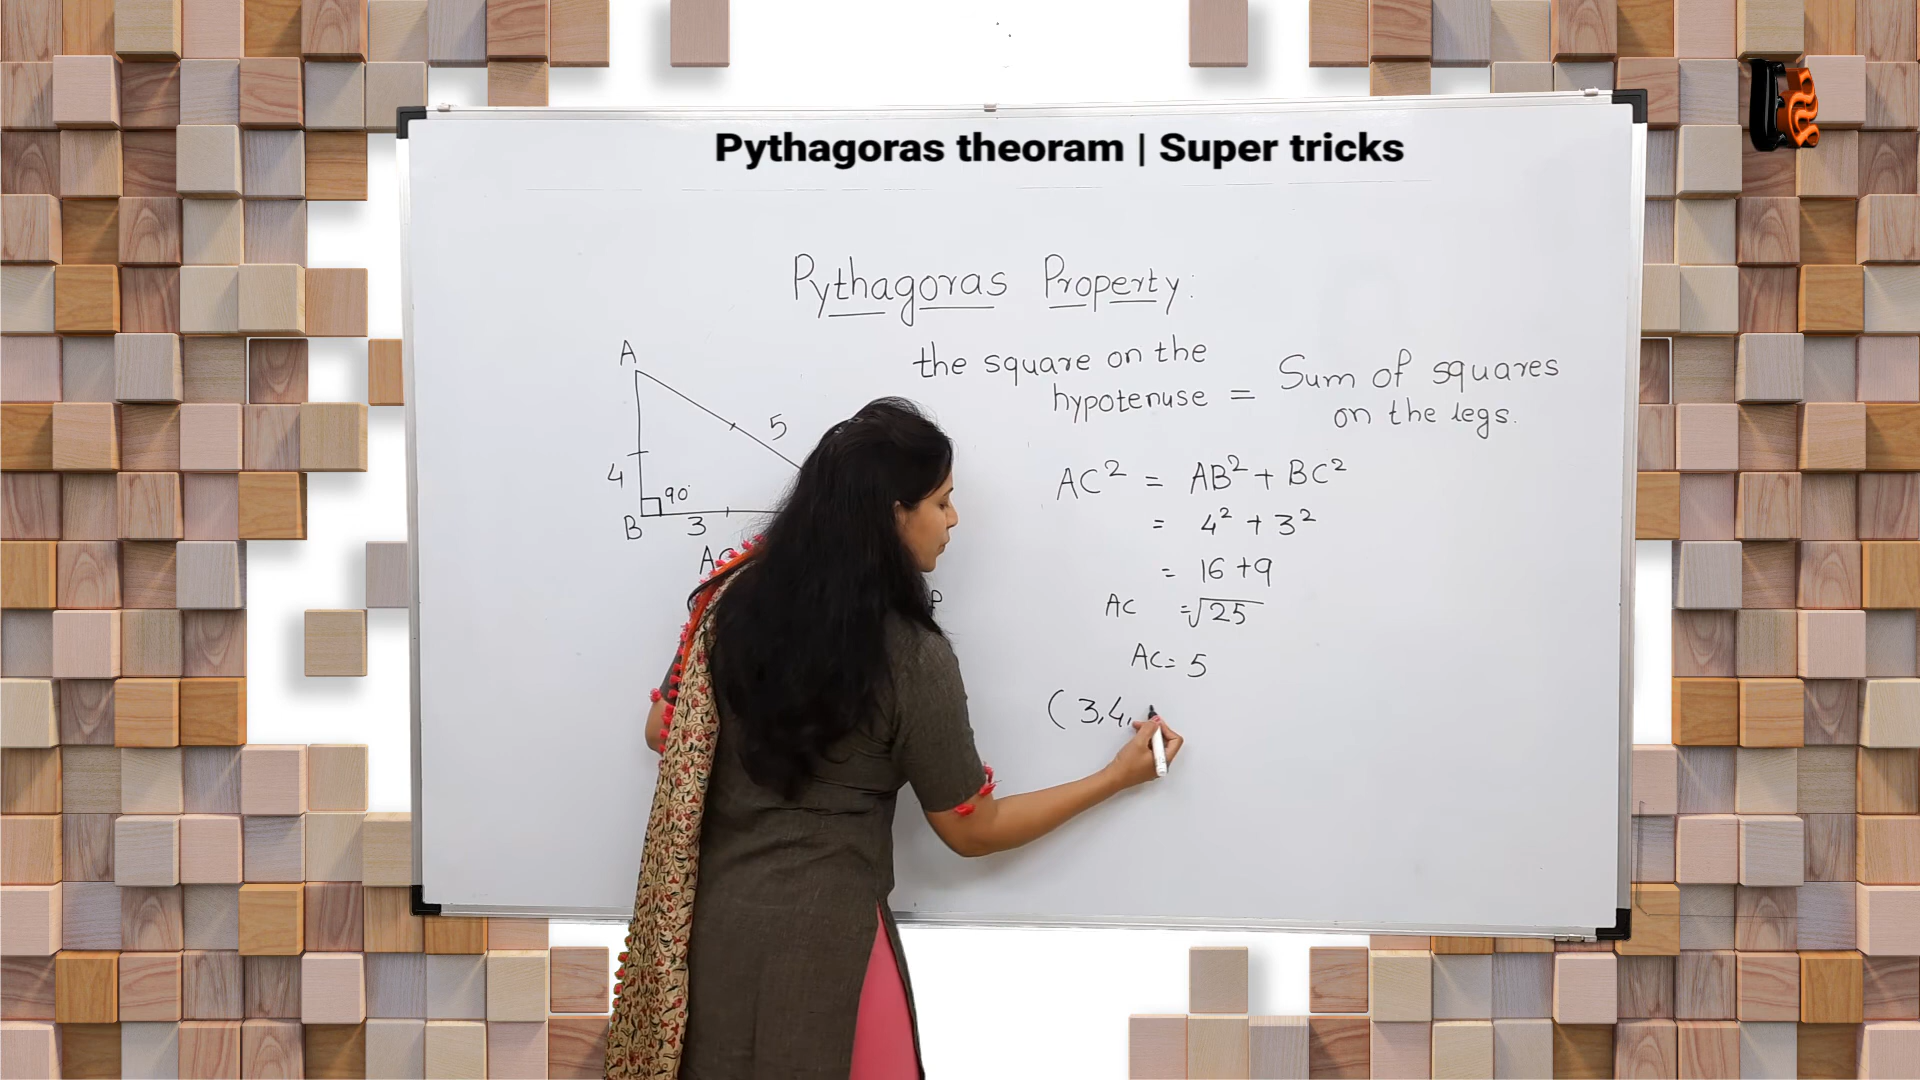 Pythagoras theoram | Super tricks
Pythagoras Property:
the square on the
hypotenuse = Sum of squares
on the legs.
A
5
4
90°
B
3
AC² = AB² + BC²
= 4² + 3²
= 16 + 9
AC = √25
AC = 5
(3,4,